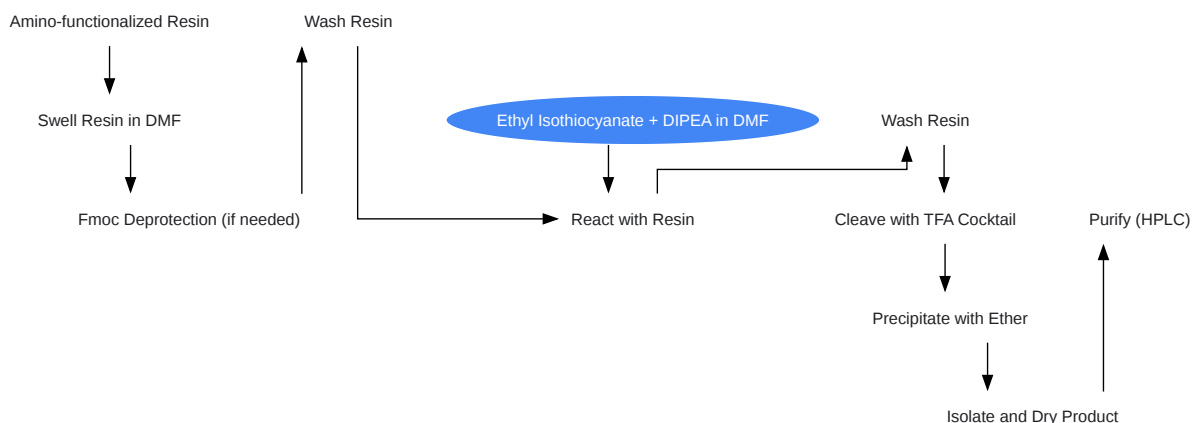 Amino-functionalized Resin
Swell Resin in DMF
Fmoc Deprotection (if needed)
Wash Resin
Ethyl Isothiocyanate + DIPEA in DMF
React with Resin
Wash Resin
Cleave with TFA Cocktail
Precipitate with Ether
Isolate and Dry Product
Purify (HPLC)